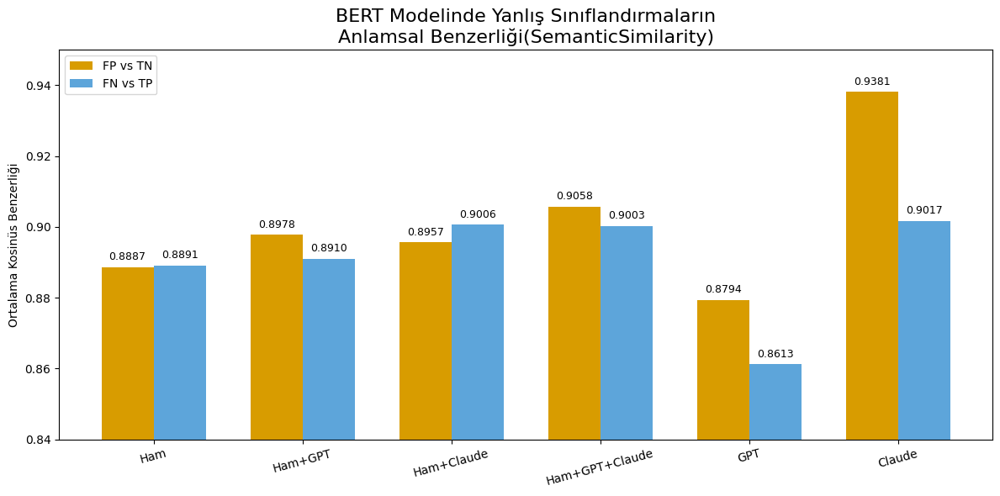 BERT Modelinde Yanlış Sınıflandırmaların
Anlamsal Benzerliği(SemanticSimilarity)
FP vs TN
FN vs TP
Ortalama Kosinüs Benzerliği
0.94
0.92
0.90
0.88
0.86
0.84
0.8887
0.8891
0.8978
0.8910
0.8957
0.9006
0.9058
0.9003
0.8794
0.8613
0.9381
0.9017
Ham
Ham+GPT
Ham+Claude
Ham+GPT+Claude
GPT
Claude